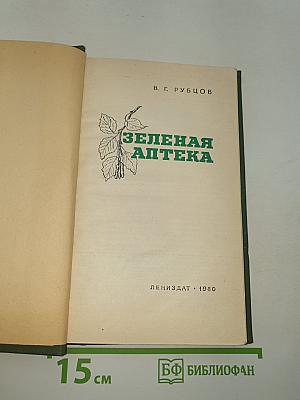 В. Г. РУБЦОВ
ЗЕЛЕНАЯ
АПТЕКА
ЛЕНИЗДАТ • 1980
15 см
БФ БИБЛИОФАН